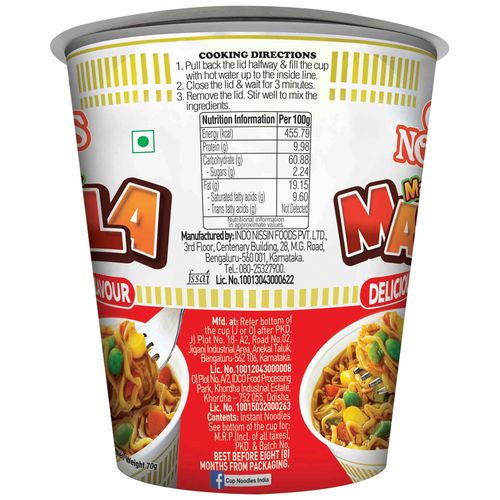 COOKING DIRECTIONS
1. Pull back the lid halfway & fill the cup
with hot water up to the inside line.
2. Close the lid & wait for 3 minutes.
3. Remove the lid. Stir well to mix the
ingredients.
Nutrition Information Per 100g
Energy (kcal) 455.79
Protein (g) 9.98
Carbohydrate (g) 60.88
- Sugars (g) 2.24
Fat (g) 19.15
- Saturated fatty acids (g) 9.60
- Trans fatty acids (g) Not Detected
Nutritional information
in approximate values.
Manufactured by: INDO NISSIN FOODS PVT. LTD.,
3rd Floor, Centenary Building, 28, M.G. Road,
Bengaluru-560 001, Karnataka.
Tel.: 080-25327900.
fssai Lic. No.10013043000622
S
LA
AVOUR
NO
M
MA
DELICIO
Mfd. at: Refer bottom of
the cup (J or O) after PKD.
J) Plot No. 18- A2, Road No.02,
Jigani Industrial Area, Anekal Taluk,
Bengaluru-562 106, Karnataka.
Lic. No.10012043000008
O) Plot No. A/2, IDCO Food Processing
Park, Khordha Industrial Estate,
Khordha – 752 055, Odisha.
Lic. No.10015032000263
Contents: Instant Noodles
See bottom of the cup for:
M.R.P.(Incl. of all taxes),
PKD. & Batch No.
BEST BEFORE EIGHT (8)
MONTHS FROM PACKAGING.
Weight 70g
f Cup Noodles India